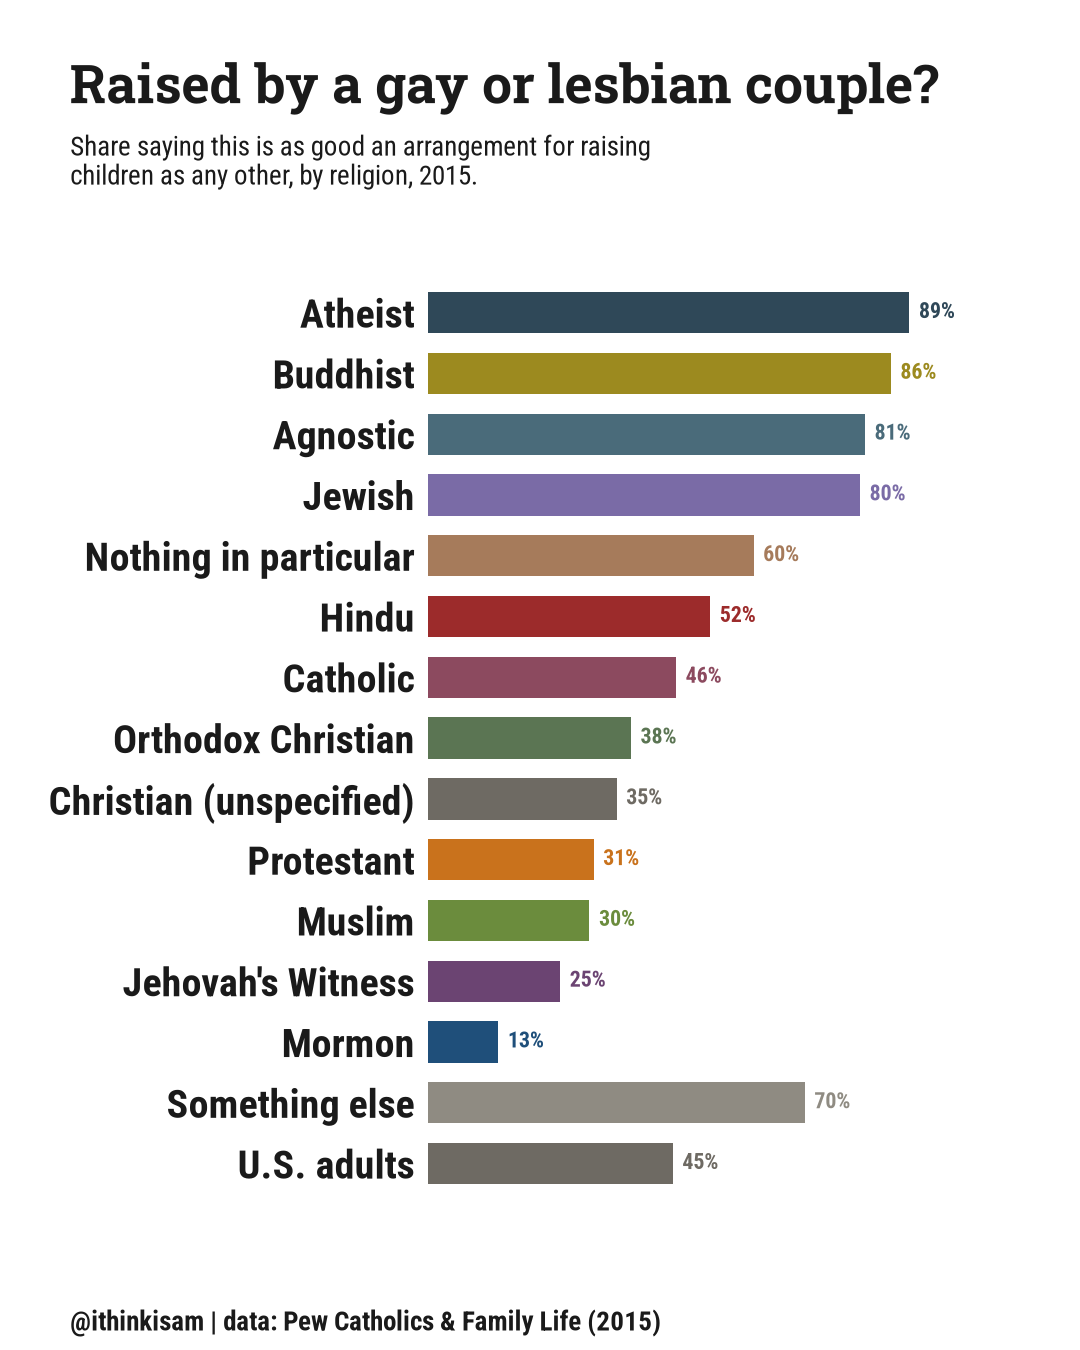 Raised by a gay or lesbian couple?
Share saying this is as good an arrangement for raising
children as any other, by religion, 2015.
Atheist 89%
Buddhist 86%
Agnostic 81%
Jewish 80%
Nothing in particular 60%
Hindu 52%
Catholic 46%
Orthodox Christian 38%
Christian (unspecified) 35%
Protestant 31%
Muslim 30%
Jehovah's Witness 25%
Mormon 13%
Something else 70%
U.S. adults 45%
@ithinkisam | data: Pew Catholics & Family Life (2015)